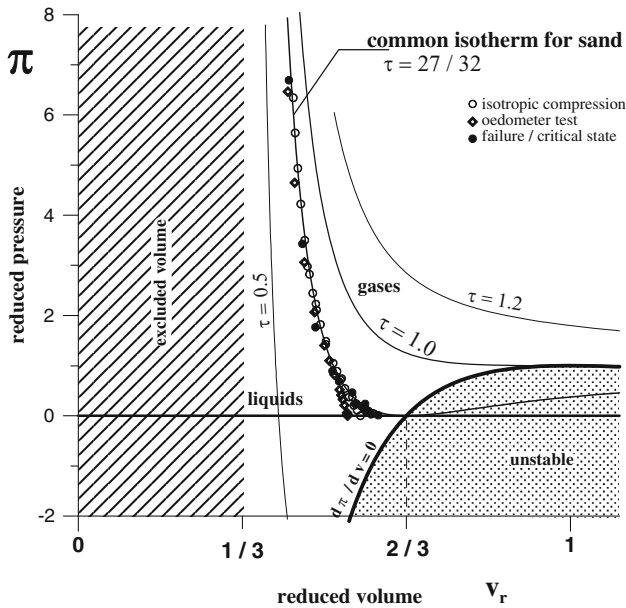 8
π
common isotherm for sand
τ = 27 / 32
6
isotropic compression
oedometer test
failure / critical state
reduced pressure
4
excluded volume
τ = 0.5
gases
τ = 1.2
2
τ = 1.0
liquids
0
dπ/dv=0
unstable
-2
0
1 / 3
2 / 3
1
reduced volume
vr